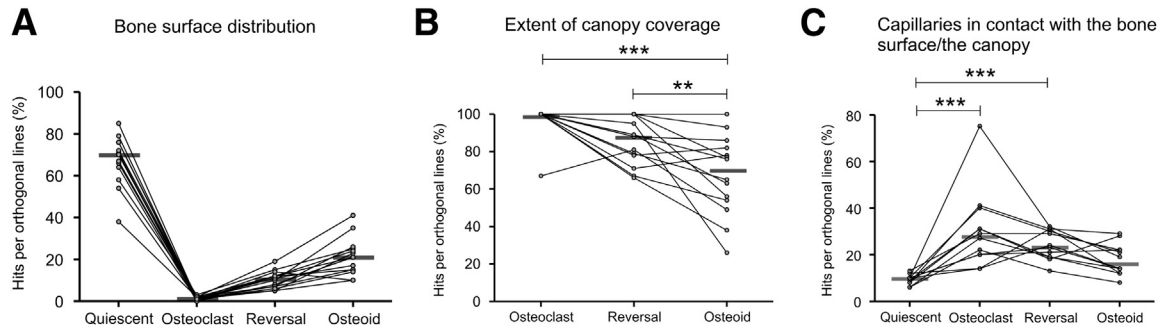 A
Bone surface distribution
Hits per orthogonal lines (%)
100
80
60
40
20
0
Quiescent Osteoclast Reversal Osteoid
B
Extent of canopy coverage
***
**
Hits per orthogonal lines (%)
100
80
60
40
20
0
Osteoclast Reversal Osteoid
C
Capillaries in contact with the bone
surface/the canopy
***
***
Hits per orthogonal lines (%)
80
60
40
20
0
Quiescent Osteoclast Reversal Osteoid